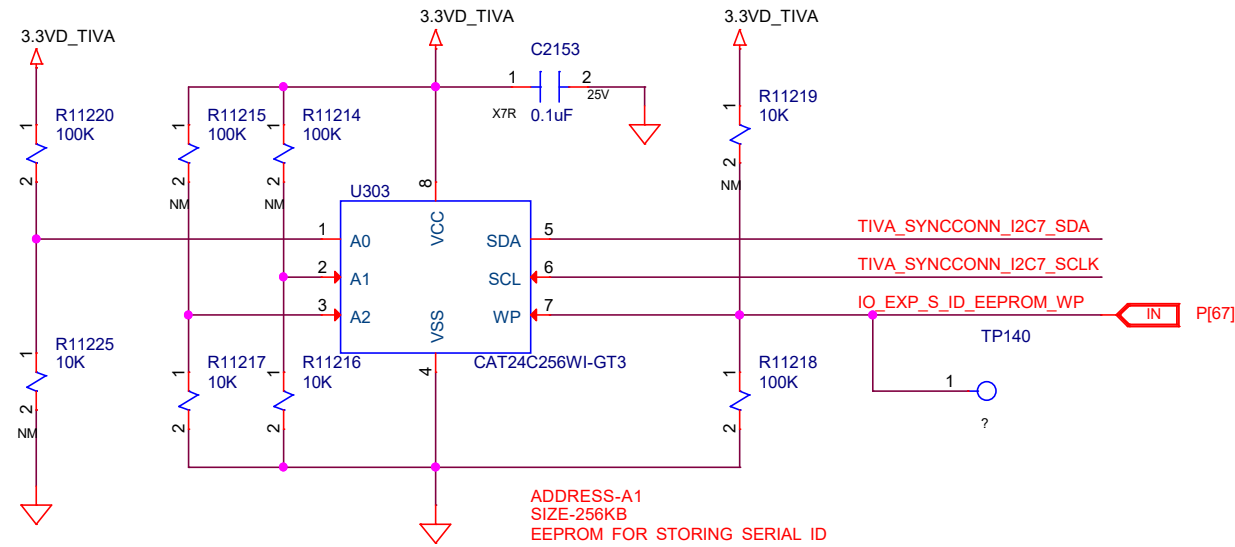 3.3VD_TIVA
3.3VD_TIVA
3.3VD_TIVA
C2153
1
2
25V
X7R
0.1uF
R11220
100K
1
2
R11215
100K
1
2
NM
R11214
100K
1
2
NM
R11219
10K
1
2
NM
U303
8
VCC
1
A0
2
A1
3
A2
SDA
5
SCL
6
WP
7
VSS
4
CAT24C256WI-GT3
TIVA_SYNCCONN_I2C7_SDA
TIVA_SYNCCONN_I2C7_SCLK
IO_EXP_S_ID_EEPROM_WP
IN
P[67]
TP140
1
?
R11225
10K
1
2
NM
R11217
10K
1
2
R11216
10K
1
2
R11218
100K
1
2
ADDRESS-A1
SIZE-256KB
EEPROM FOR STORING SERIAL ID